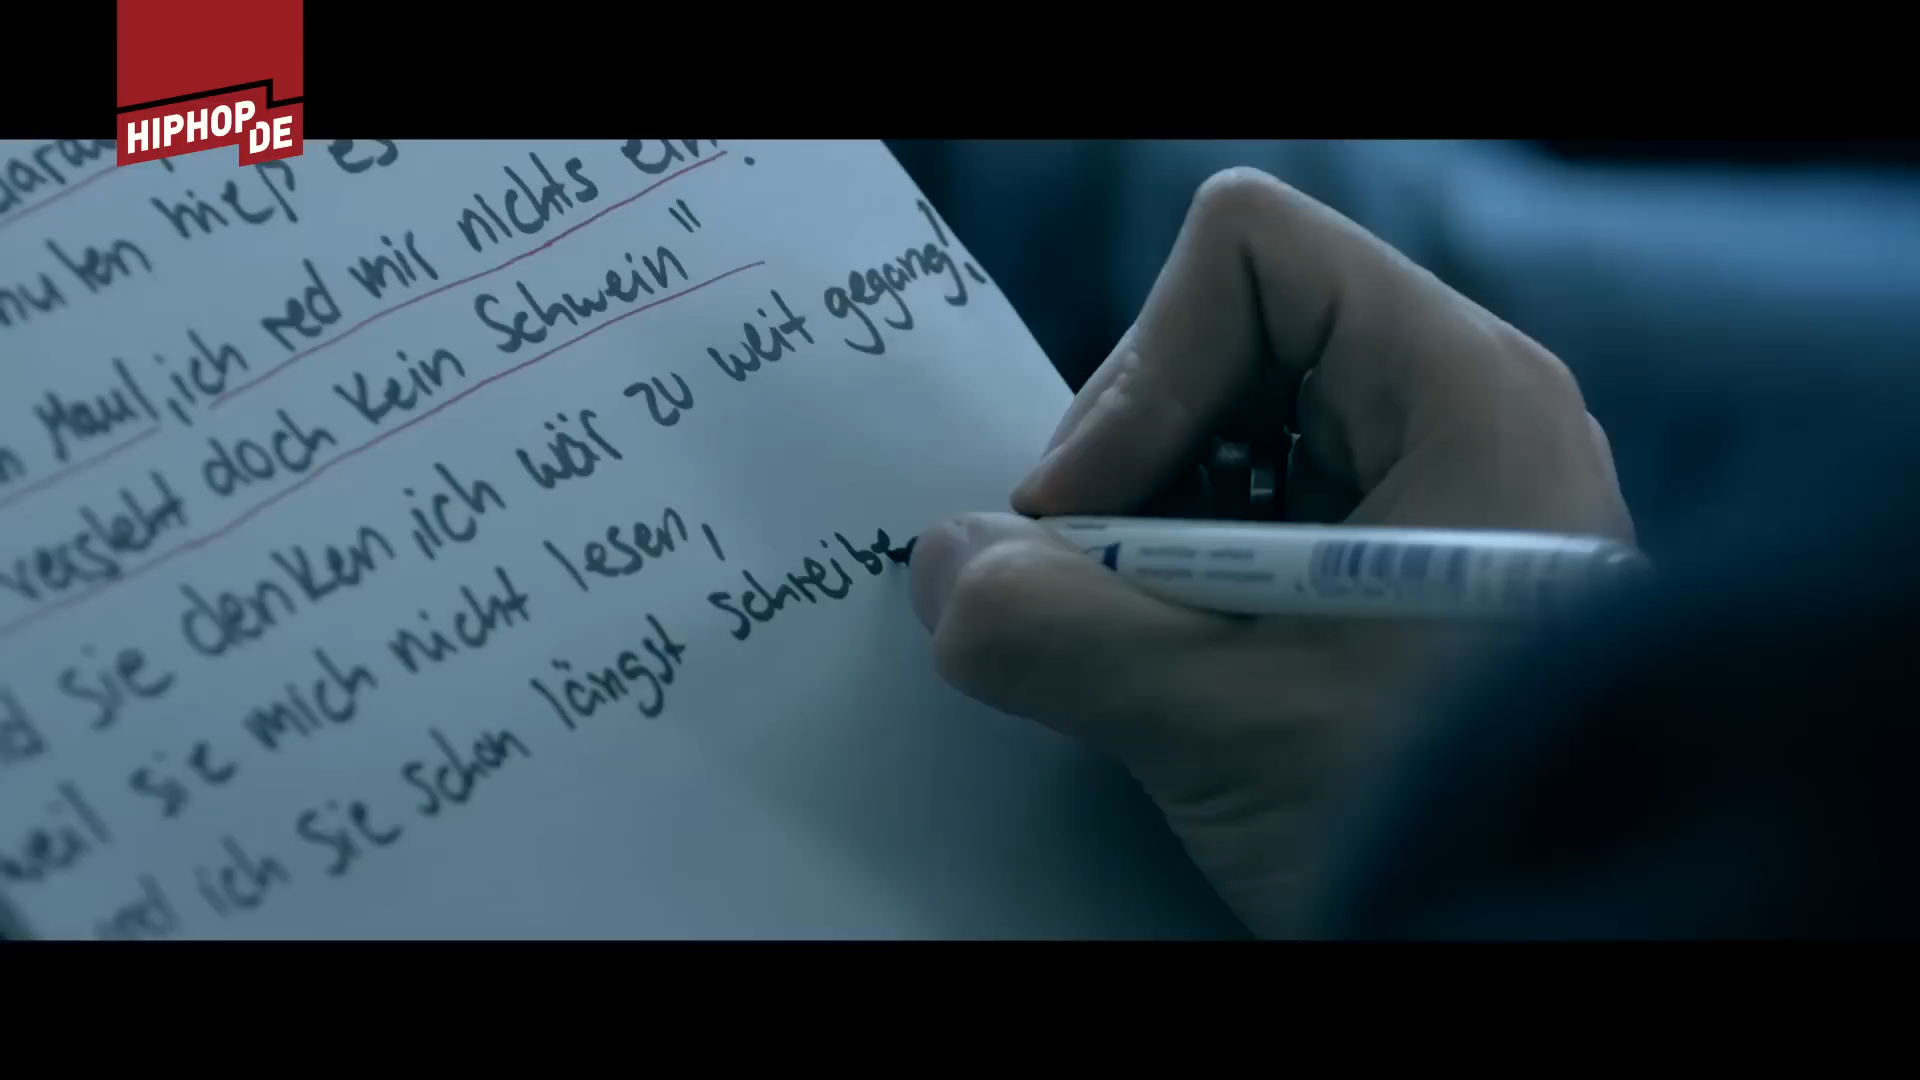 HIPHOP.DE
hieß es
Maul, ich red mir nichts ein.
versteht doch kein Schwein"
sie denken, ich wär zu weit gegang',
weil sie mich nicht lesen,
und ich sie schon längst schreibe